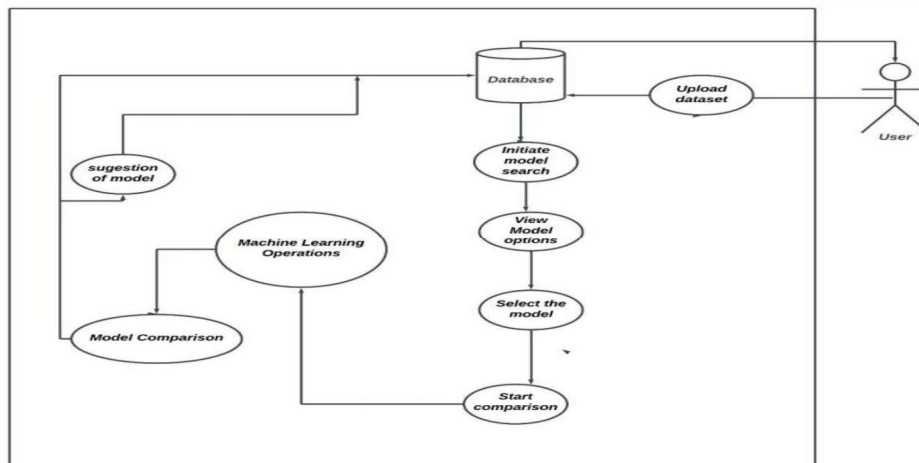 Database
Upload
dataset
User
Initiate
model
search
sugestion
of model
View
Model
options
Machine Learning
Operations
Select the
model
Model Comparison
Start
comparison